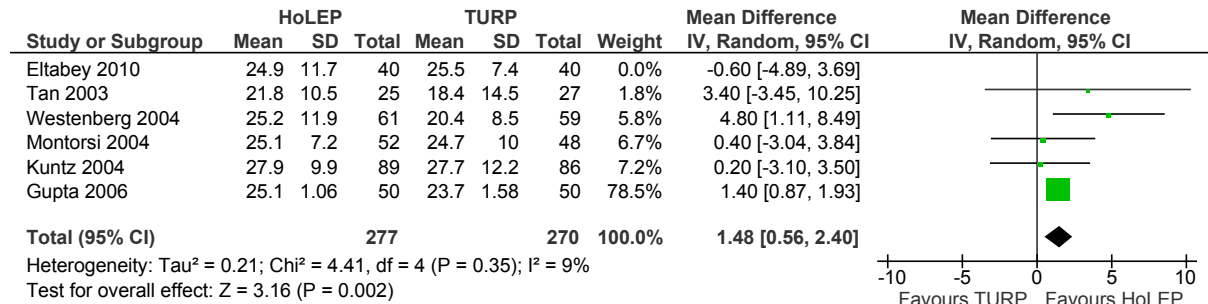 HoLEP TURP Mean Difference Mean Difference
Study or Subgroup Mean SD Total Mean SD Total Weight IV, Random, 95% CI IV, Random, 95% CI
Eltabey 2010 24.9 11.7 40 25.5 7.4 40 0.0% -0.60 [-4.89, 3.69]
Tan 2003 21.8 10.5 25 18.4 14.5 27 1.8% 3.40 [-3.45, 10.25]
Westenberg 2004 25.2 11.9 61 20.4 8.5 59 5.8% 4.80 [1.11, 8.49]
Montorsi 2004 25.1 7.2 52 24.7 10 48 6.7% 0.40 [-3.04, 3.84]
Kuntz 2004 27.9 9.9 89 27.7 12.2 86 7.2% 0.20 [-3.10, 3.50]
Gupta 2006 25.1 1.06 50 23.7 1.58 50 78.5% 1.40 [0.87, 1.93]
Total (95% CI) 277 270 100.0% 1.48 [0.56, 2.40]
Heterogeneity: Tau² = 0.21; Chi² = 4.41, df = 4 (P = 0.35); I² = 9%
Test for overall effect: Z = 3.16 (P = 0.002)
-10 -5 0 5 10
Favours TURP Favours HoLEP